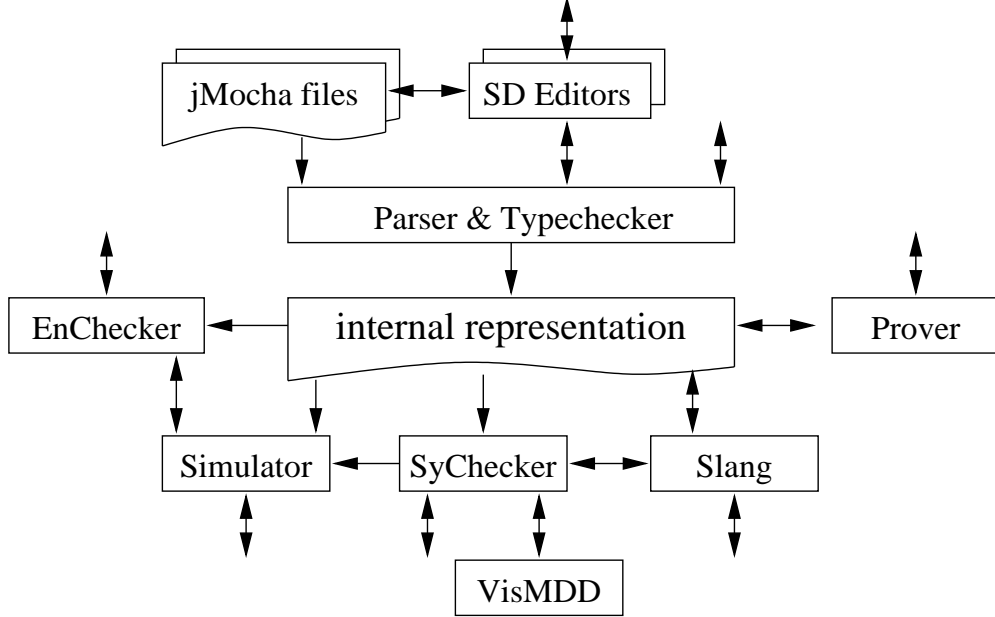 jMocha files
SD Editors
Parser & Typechecker
EnChecker
internal representation
Prover
Simulator
SyChecker
Slang
VisMDD